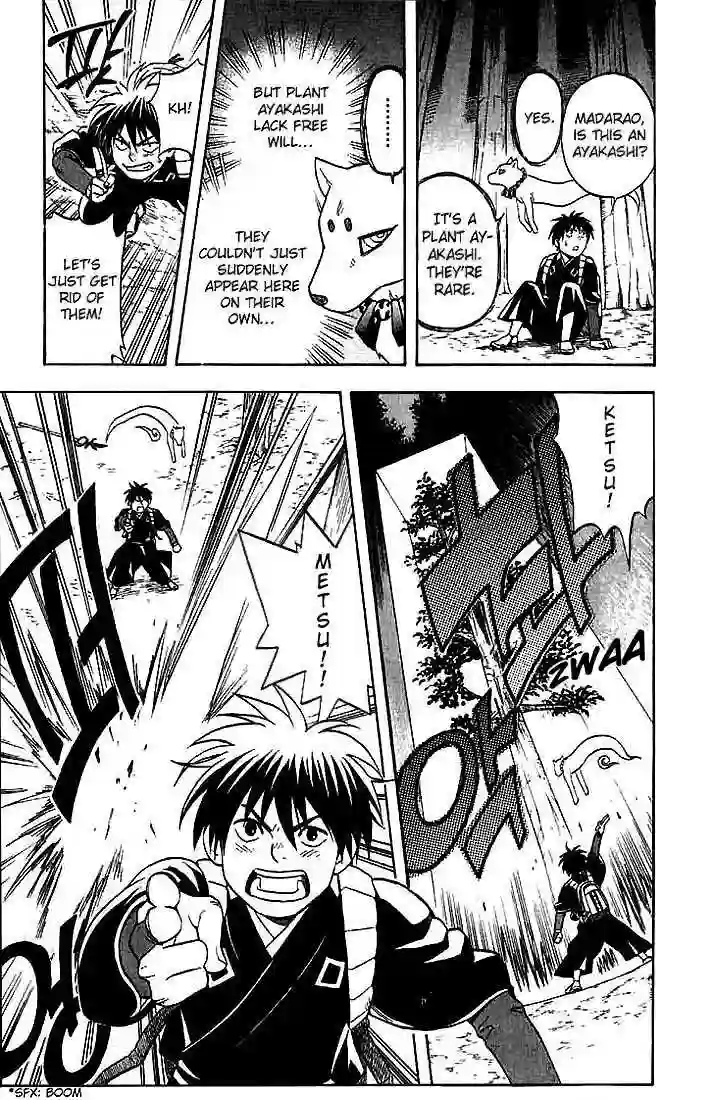 MADARAO,
IS THIS AN
AYAKASHI?
YES.
IT'S A
PLANT AY-
AKASHI.
THEY'RE
RARE.
........
BUT PLANT
AYAKASHI
LACK FREE
WILL...
THEY
COULDN'T JUST
SUDDENLY
APPEAR HERE
ON THEIR
OWN...
KH!
LET'S
JUST GET
RID OF
THEM!
KETSU!
ZWAA
METSU!!
*SFX: BOOM